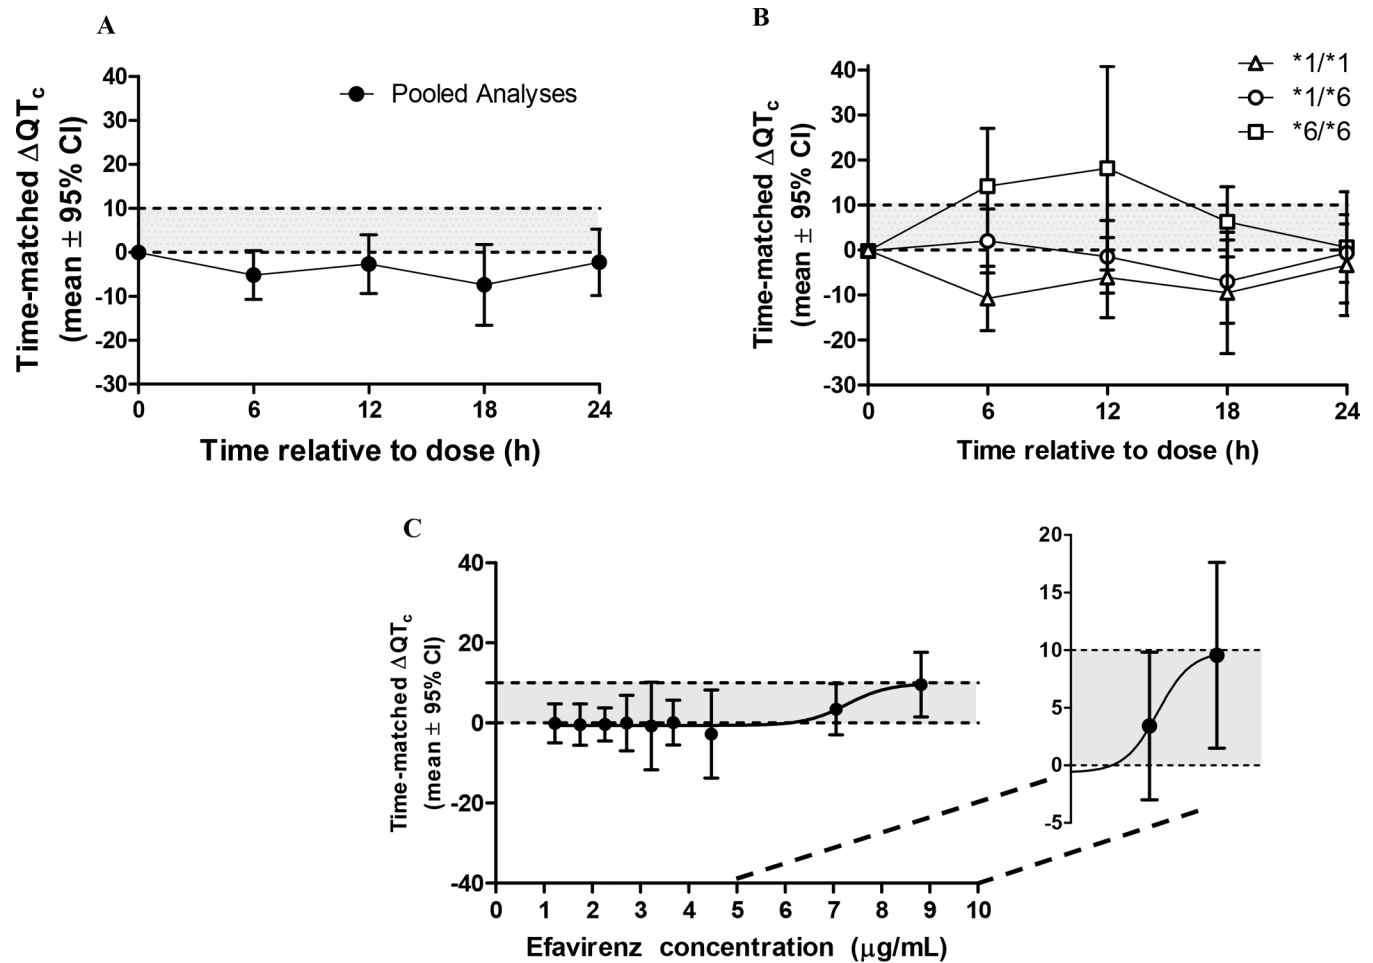 A
Time-matched ΔQTc
(mean ± 95% CI)
40
30
20
10
0
-10
-20
-30
Pooled Analyses
0 6 12 18 24
Time relative to dose (h)
B
Time-matched ΔQTc
(mean ± 95% CI)
40
30
20
10
0
-10
-20
-30
*1/*1
*1/*6
*6/*6
0 6 12 18 24
Time relative to dose (h)
C
Time-matched ΔQTc
(mean ± 95% CI)
40
20
0
-20
-40
0 1 2 3 4 5 6 7 8 9 10
Efavirenz concentration (μg/mL)
20
15
10
5
0
-5